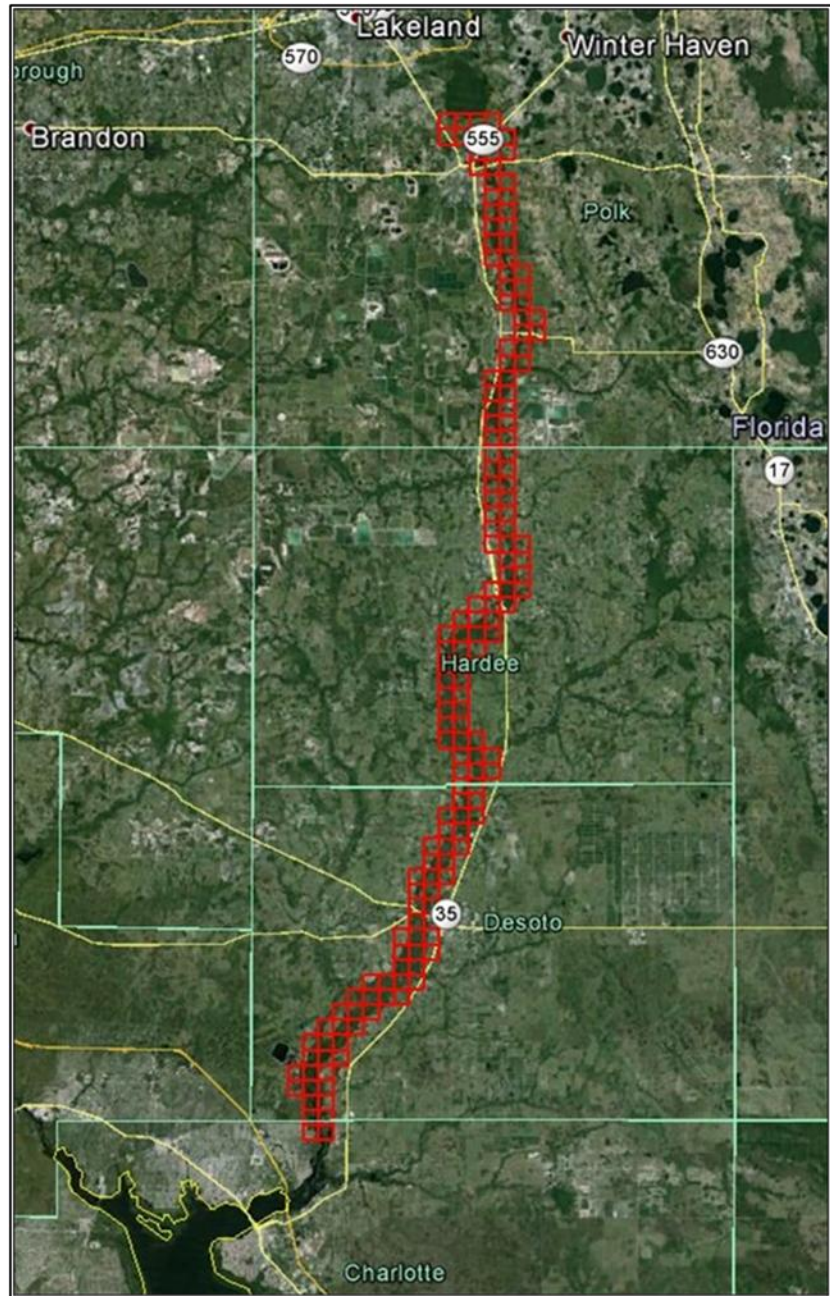 Lakeland
570
Winter Haven
orough
Brandon
555
Polk
630
Florida
17
Hardee
35
Desoto
Charlotte